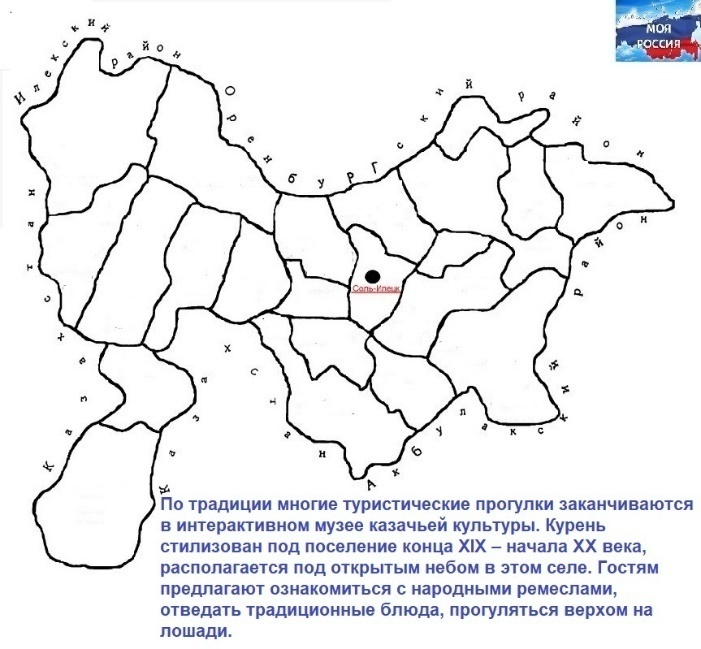 МОЯ
РОССИЯ
Илекский район
Оренбургский район
Казахстан
Казахстан
Акбулакский район
Соль-Илецк
По традиции многие туристические прогулки заканчиваются
в интерактивном музее казачьей культуры. Курень
стилизован под поселение конца XIX – начала XX века,
располагается под открытым небом в этом селе. Гостям
предлагают ознакомиться с народными ремеслами,
отведать традиционные блюда, прогуляться верхом на
лошади.